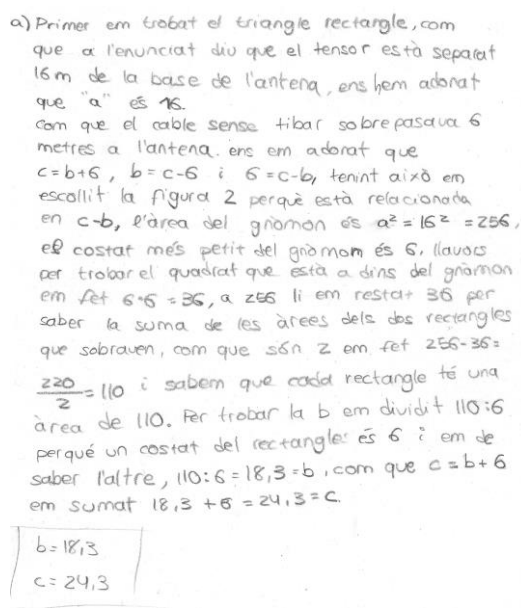 a) Primer em trobat el triangle rectangle, com
que a l'enunciat diu que el tensor està separat
16 m de la base de l'antena, ens hem adonat
que "a" és 16.
Com que el cable sense tibar sobrepasava 6
metres a l'antena. ens em adonat que
c=b+6, b=c-6 i 6=c-b, tenint això em
escollit la figura 2 perquè està relacionada
en c-b, l'àrea del gnomon és a²=16²=256,
el costat més petit del gnomom és 6, llavors
per trobar el quadrat que està a dins del gnomon
em fet 6·6=36, a 256 li em restat 36 per
saber la suma de les àrees dels dos rectangles
que sobraven, com que són 2 em fet 256-36=
220/2=110 i sabem que cada rectangle té una
àrea de 110. Per trobar la b em dividit 110:6
perqué un costat del rectangle és 6 i em de
saber l'altre, 110:6=18,3=b, com que c=b+6
em sumat 18,3+6=24,3=c.
b=18,3
c=24,3